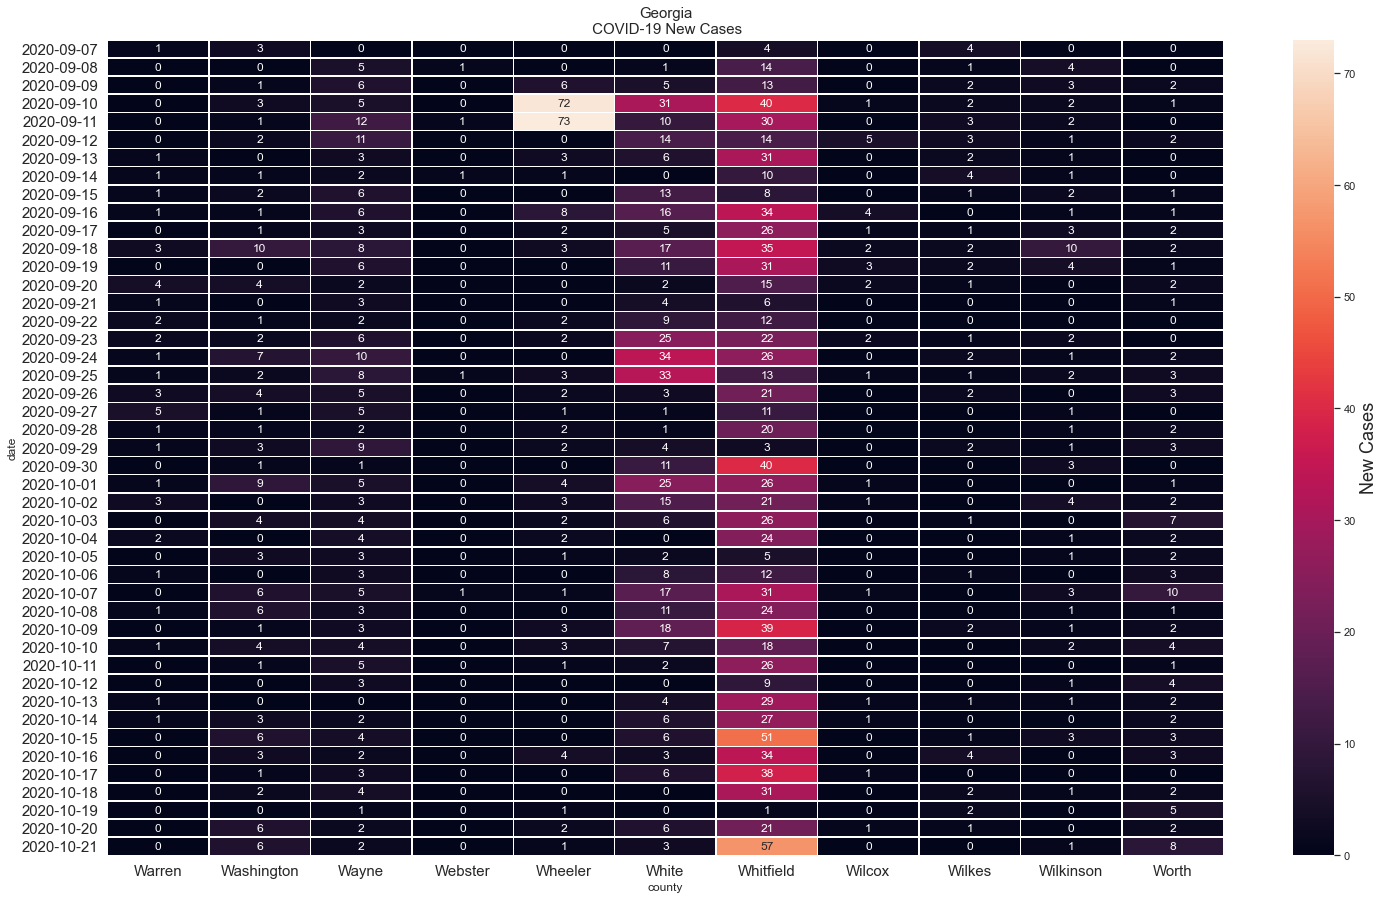 Georgia
COVID-19 New Cases
2020-09-07 1 3 0 0 0 0 4 0 4 0 0
2020-09-08 0 0 5 1 0 1 14 0 1 4 0
2020-09-09 0 1 6 0 6 5 13 0 2 3 2
2020-09-10 0 3 5 0 72 31 40 1 2 2 1
2020-09-11 0 1 12 1 73 10 30 0 3 2 0
2020-09-12 0 2 11 0 0 14 14 5 3 1 2
2020-09-13 1 0 3 0 3 6 31 0 2 1 0
2020-09-14 1 1 2 1 1 0 10 0 4 1 0
2020-09-15 1 2 6 0 0 13 8 0 1 2 1
2020-09-16 1 1 6 0 8 16 34 4 0 1 1
2020-09-17 0 1 3 0 2 5 26 1 1 3 2
2020-09-18 3 10 8 0 3 17 35 2 2 10 2
2020-09-19 0 0 6 0 0 11 31 3 2 4 1
2020-09-20 4 4 2 0 0 2 15 2 1 0 2
2020-09-21 1 0 3 0 0 4 6 0 0 0 1
2020-09-22 2 1 2 0 2 9 12 0 0 0 0
2020-09-23 2 2 6 0 2 25 22 2 1 2 0
2020-09-24 1 7 10 0 0 34 26 0 2 1 2
2020-09-25 1 2 8 1 3 33 13 1 1 2 3
2020-09-26 3 4 5 0 2 3 21 0 2 0 3
2020-09-27 5 1 5 0 1 1 11 0 0 1 0
2020-09-28 1 1 2 0 2 1 20 0 0 1 2
2020-09-29 1 3 9 0 2 4 3 0 2 1 3
2020-09-30 0 1 1 0 0 11 40 0 0 3 0
2020-10-01 1 9 5 0 4 25 26 1 0 0 1
2020-10-02 3 0 3 0 3 15 21 1 0 4 2
2020-10-03 0 4 4 0 2 6 26 0 1 0 7
2020-10-04 2 0 4 0 2 0 24 0 0 1 2
2020-10-05 0 3 3 0 1 2 5 0 0 1 2
2020-10-06 1 0 3 0 0 8 12 0 1 0 3
2020-10-07 0 6 5 1 1 17 31 1 0 3 10
2020-10-08 1 6 3 0 0 11 24 0 0 1 1
2020-10-09 0 1 3 0 3 18 39 0 2 1 2
2020-10-10 1 4 4 0 3 7 18 0 0 2 4
2020-10-11 0 1 5 0 1 2 26 0 0 0 1
2020-10-12 0 0 3 0 0 0 9 0 0 1 4
2020-10-13 1 0 0 0 0 4 29 1 1 1 2
2020-10-14 1 3 2 0 0 6 27 1 0 0 2
2020-10-15 0 6 4 0 0 6 51 0 1 3 3
2020-10-16 0 3 2 0 4 3 34 0 4 0 3
2020-10-17 0 1 3 0 0 6 38 1 0 0 0
2020-10-18 0 2 4 0 0 0 31 0 2 1 2
2020-10-19 0 0 1 0 1 0 1 0 2 0 5
2020-10-20 0 6 2 0 2 6 21 1 1 0 2
2020-10-21 0 6 2 0 1 3 57 0 0 1 8
Warren Washington Wayne Webster Wheeler White Whitfield Wilcox Wilkes Wilkinson Worth
county
date
70
60
50
40
30
20
10
0
New Cases